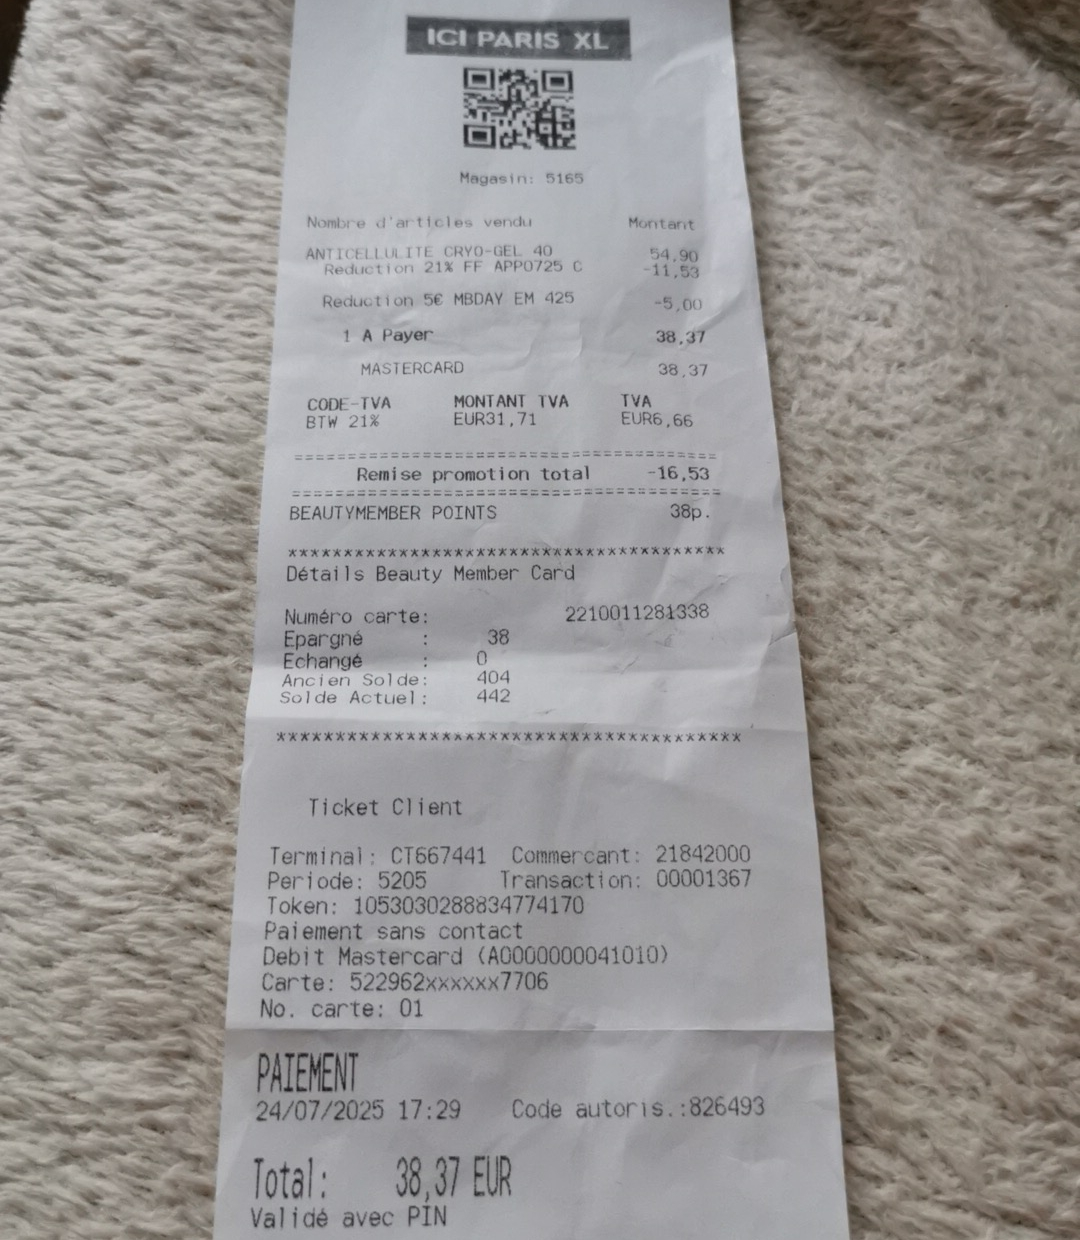 ICI PARIS XL
Magasin: 5165
Nombre d'articles vendu Montant
ANTICELLULITE CRYO-GEL 40 54,90
Reduction 21% FF APP0725 C -11,53
Reduction 5€ MBDAY EM 425 -5,00
1 A Payer 38,37
MASTERCARD 38,37
CODE-TVA MONTANT TVA TVA
BTW 21% EUR31,71 EUR6,66
========================================
Remise promotion total -16,53
========================================
BEAUTYMEMBER POINTS 38p.
****************************************
Détails Beauty Member Card
Numéro carte: 2210011281338
Epargné : 38
Echangé : 0
Ancien Solde: 404
Solde Actuel: 442
****************************************
Ticket Client
Terminal: CT667441 Commercant: 21842000
Periode: 5205 Transaction: 00001367
Token: 1053030288834774170
Paiement sans contact
Debit Mastercard (A0000000041010)
Carte: 522962xxxxxx7706
No. carte: 01
PAIEMENT
24/07/2025 17:29 Code autoris.:826493
Total: 38,37 EUR
Validé avec PIN